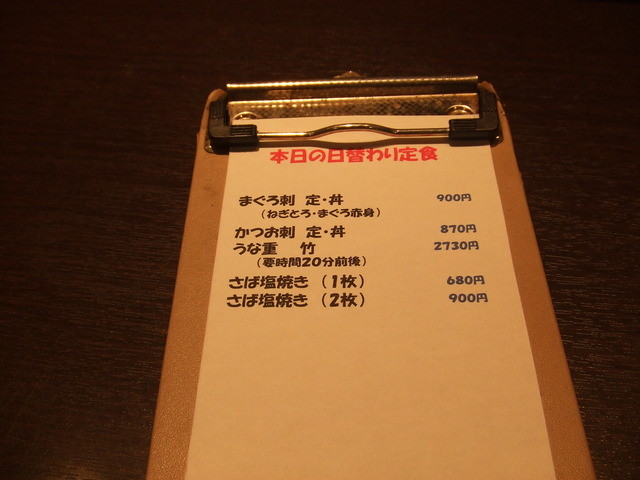 本日の日替わり定食
まぐろ刺 定・丼 900円
(ねぎとろ・まぐろ赤身)
かつお刺 定・丼 870円
うな重 竹 2730円
(要時間20分前後)
さば塩焼き (1枚) 680円
さば塩焼き (2枚) 900円